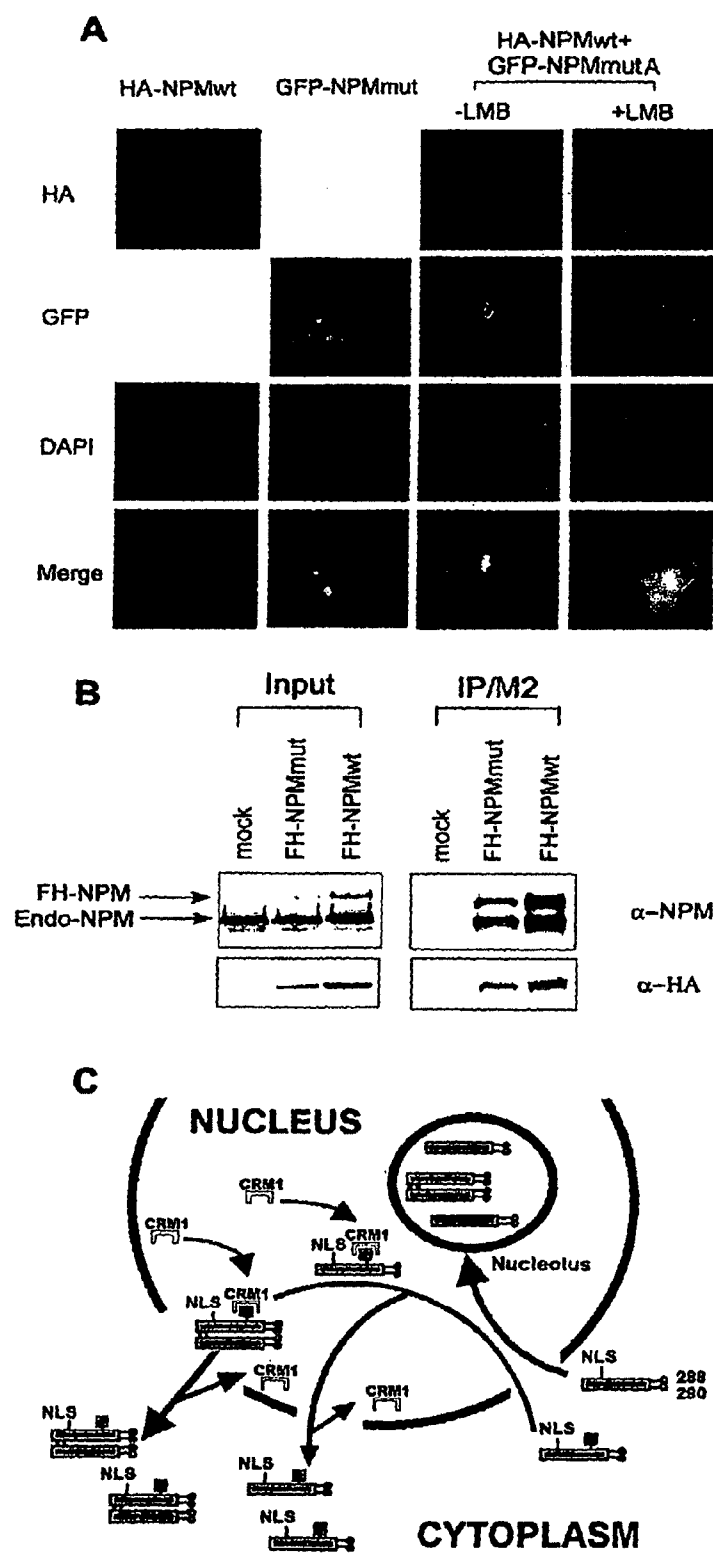 A
HA-NPMwt+
GFP-NPMmutA
HA-NPMwt GFP-NPMmut
-LMB +LMB
HA
GFP
DAPI
Merge
B
Input IP/M2
mock FH-NPMmut FH-NPMwt mock FH-NPMmut FH-NPMwt
FH-NPM
Endo-NPM
α-NPM
α-HA
C
NUCLEUS
CRM1
CRM1
CRM1
NLS
Nucleolus
NLS CRM1
NLS
288
290
CRM1
CRM1
NLS
NLS
NLS
NLS
NLS
CYTOPLASM